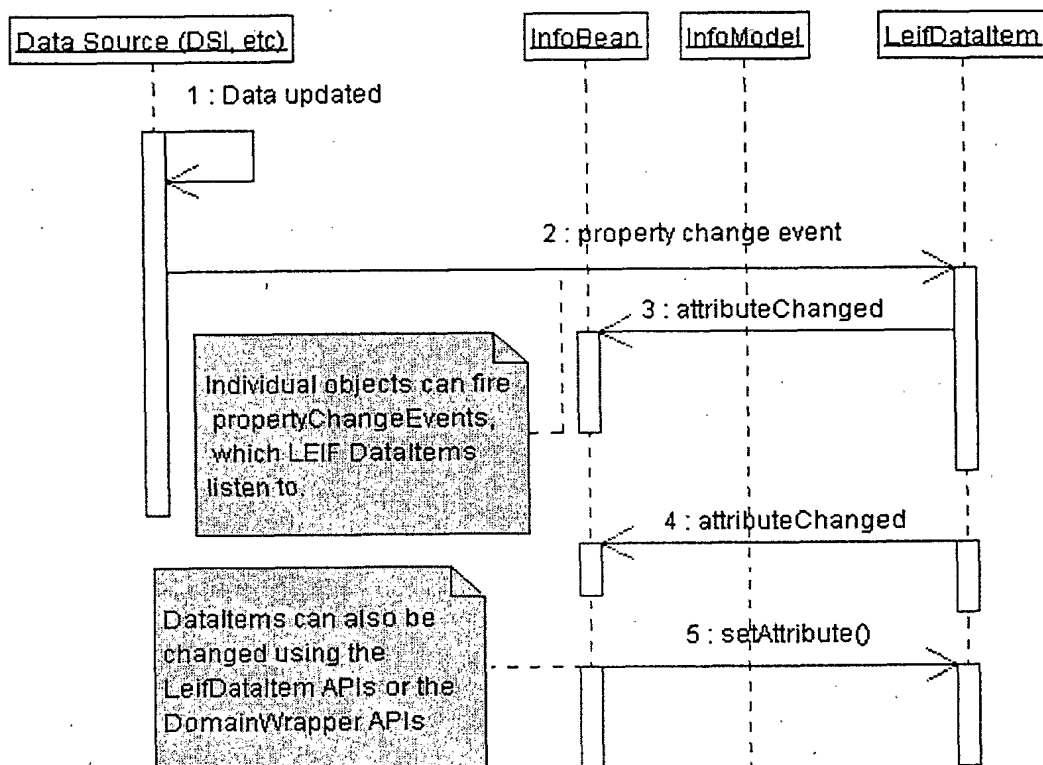 Data Source (DSI, etc)
InfoBean
InfoModel
LeifDataItem
1 : Data updated
2 : property change event
3 : attributeChanged
Individual objects can fire
propertyChangeEvents,
which LEIF DataItems
listen to.
4 : attributeChanged
DataItems can also be
changed using the
LeifDataItem APIs or the
DomainWrapper APIs
5 : setAttribute()